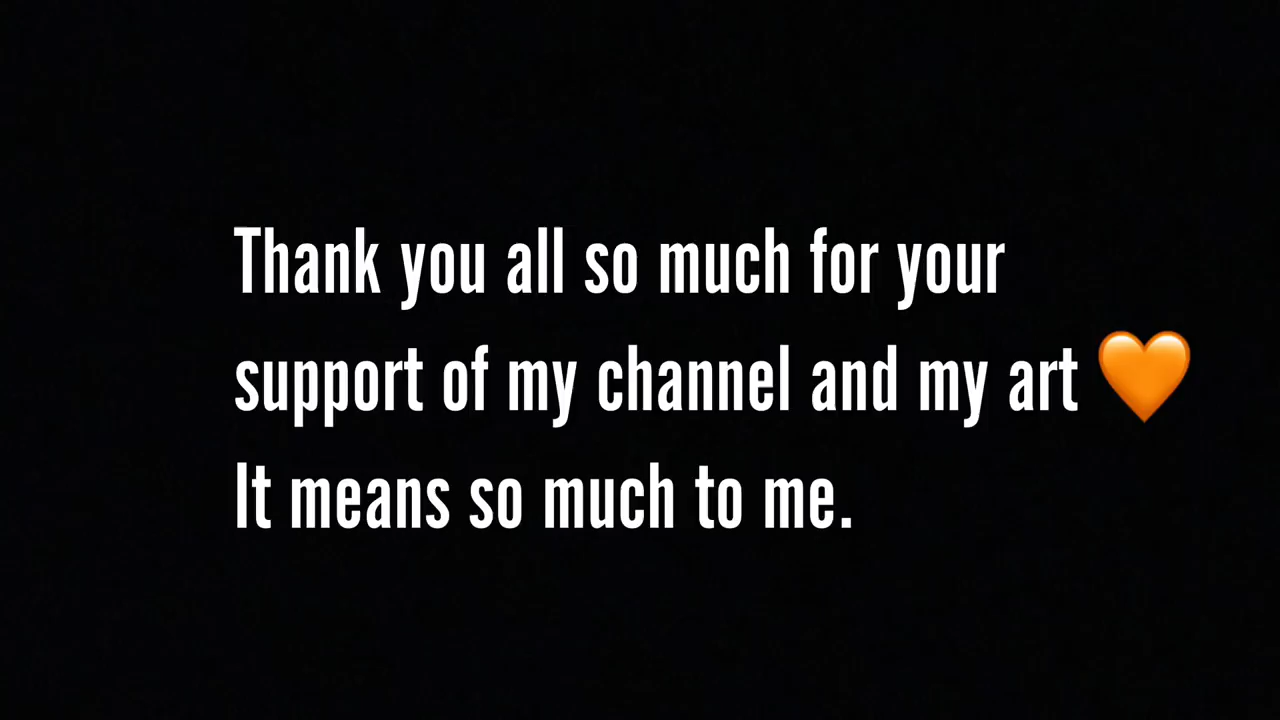 Thank you all so much for your
support of my channel and my art 🧡
It means so much to me.